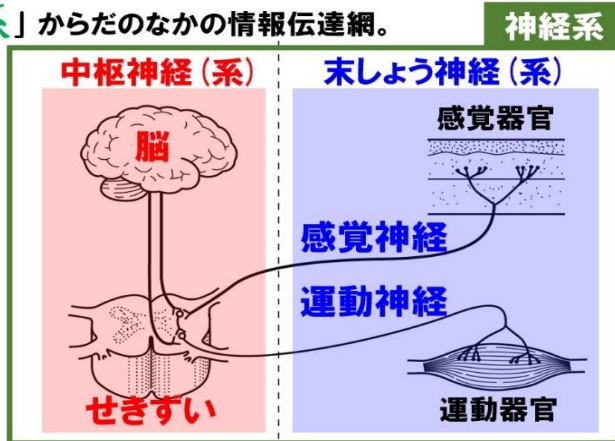 系」からだのなかの情報伝達網。
神経系
中枢神経(系)
末しょう神経(系)
脳
感覚器官
感覚神経
運動神経
せきずい
運動器官